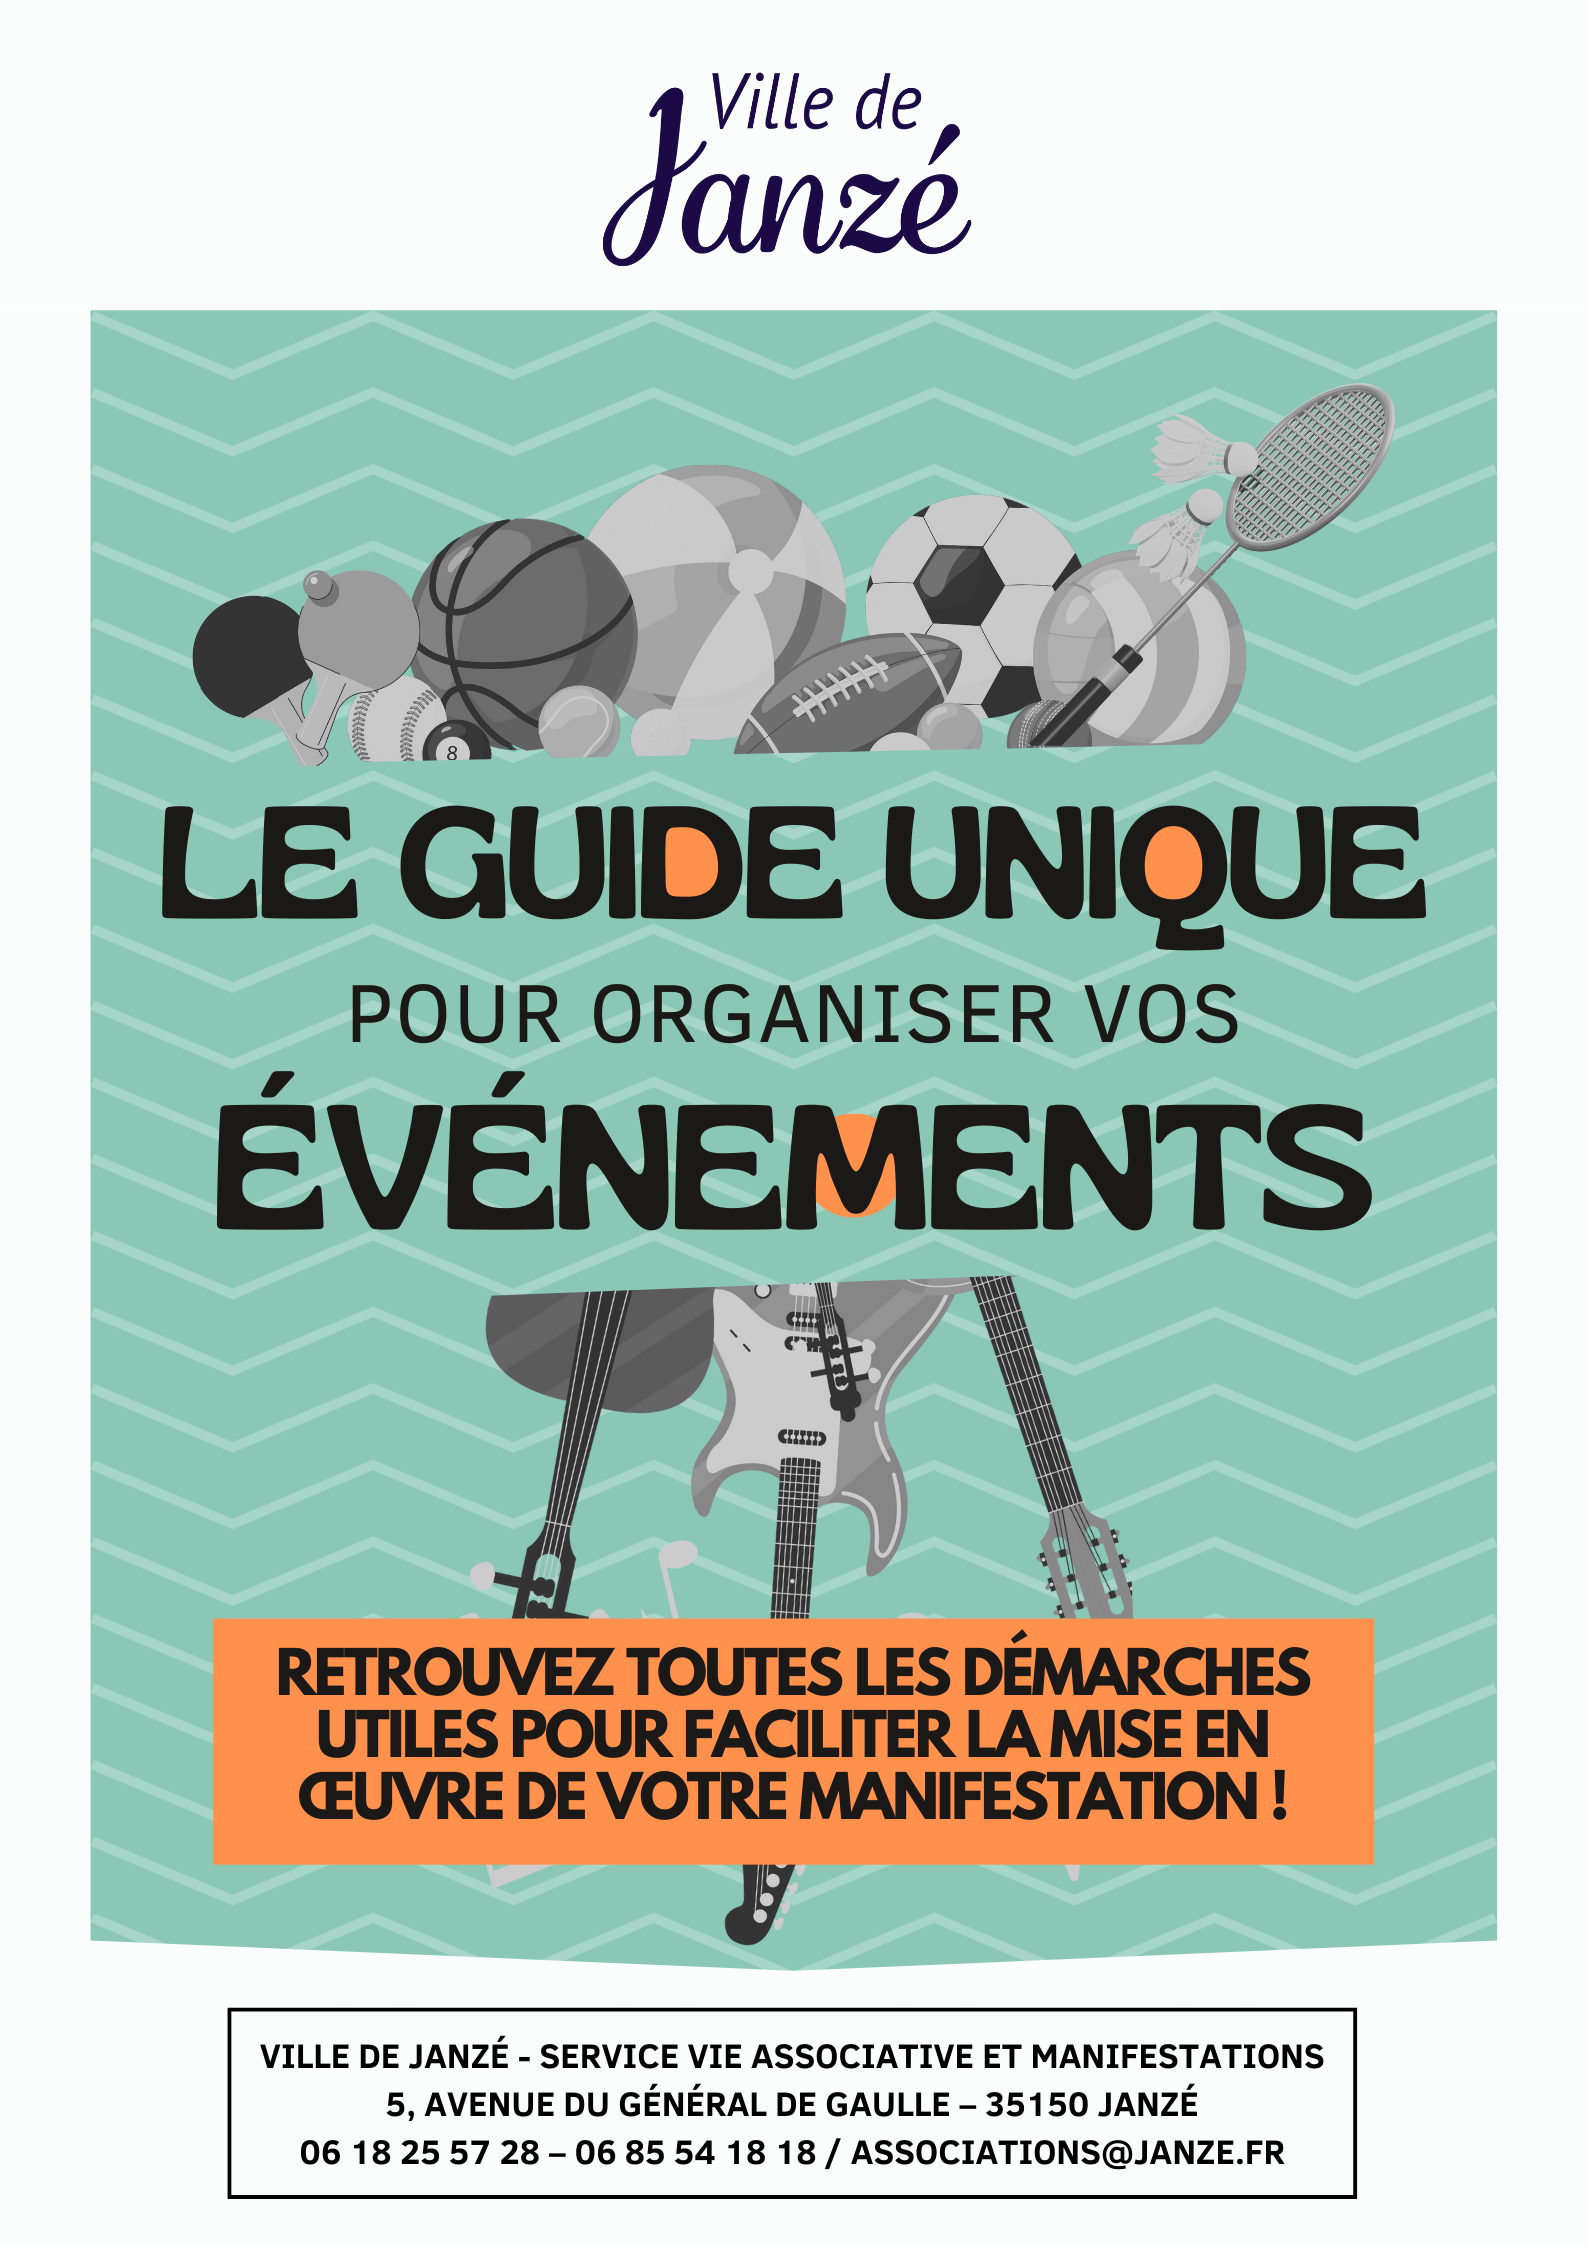 Ville de
Janzé
8
LE GUIDE UNIQUE
POUR ORGANISER VOS
ÉVÉNEMENTS
RETROUVEZ TOUTES LES DÉMARCHES
UTILES POUR FACILITER LA MISE EN
ŒUVRE DE VOTRE MANIFESTATION !
VILLE DE JANZÉ - SERVICE VIE ASSOCIATIVE ET MANIFESTATIONS
5, AVENUE DU GÉNÉRAL DE GAULLE – 35150 JANZÉ
06 18 25 57 28 – 06 85 54 18 18 / ASSOCIATIONS@JANZE.FR